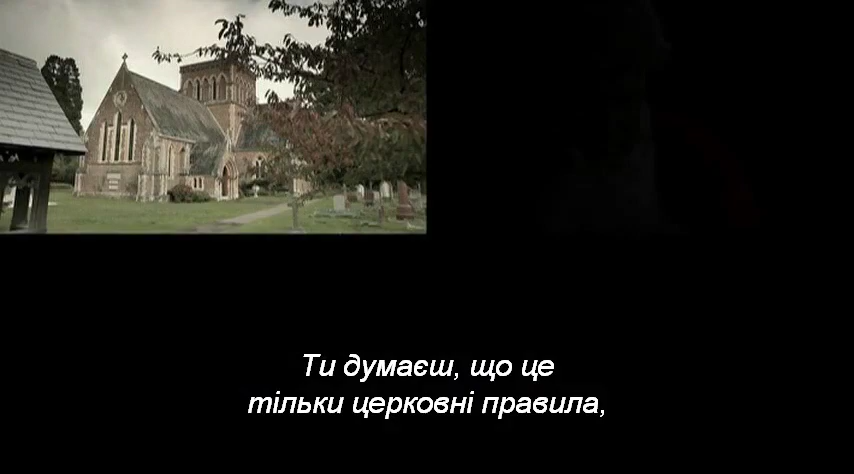 Ти думаєш, що це
тільки церковні правила,